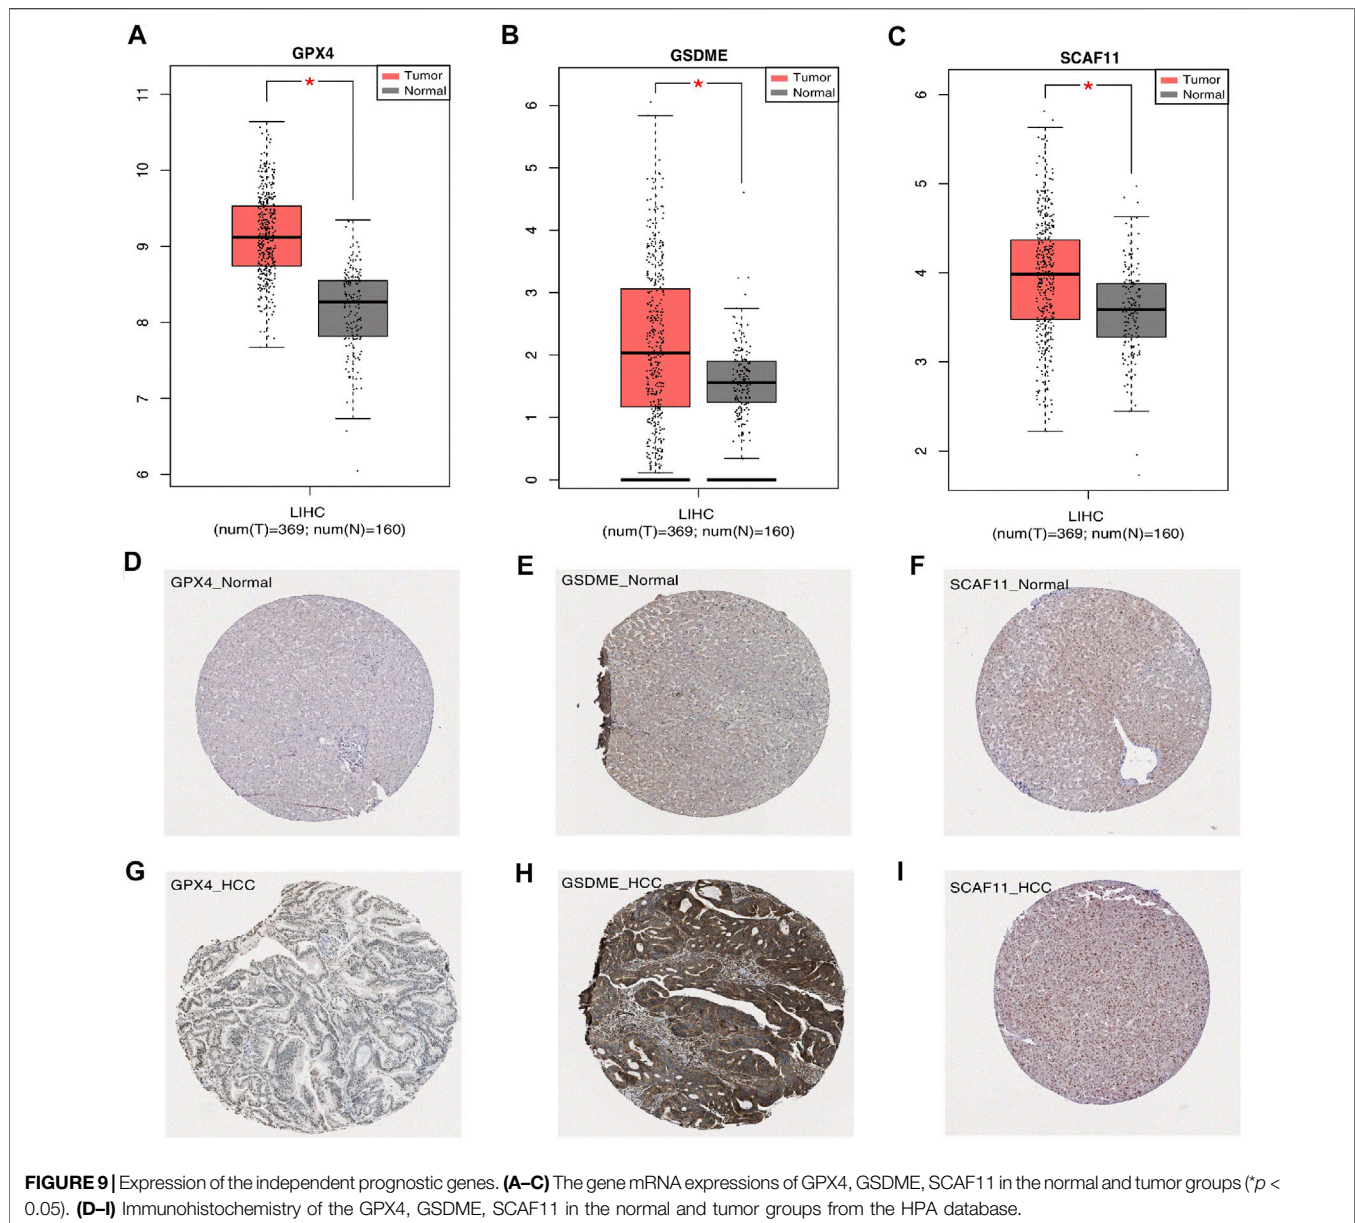 A
GPX4
Tumor
Normal
11
10
9
8
7
6
LIHC
(num(T)=369; num(N)=160)
B
GSDME
Tumor
Normal
6
5
4
3
2
1
0
LIHC
(num(T)=369; num(N)=160)
C
SCAF11
Tumor
Normal
6
5
4
3
2
LIHC
(num(T)=369; num(N)=160)
D
GPX4_Normal
E
GSDME_Normal
F
SCAF11_Normal
G
GPX4_HCC
H
GSDME_HCC
I
SCAF11_HCC
FIGURE 9 | Expression of the independent prognostic genes. (A–C) The gene mRNA expressions of GPX4, GSDME, SCAF11 in the normal and tumor groups (*p <
0.05). (D–I) Immunohistochemistry of the GPX4, GSDME, SCAF11 in the normal and tumor groups from the HPA database.